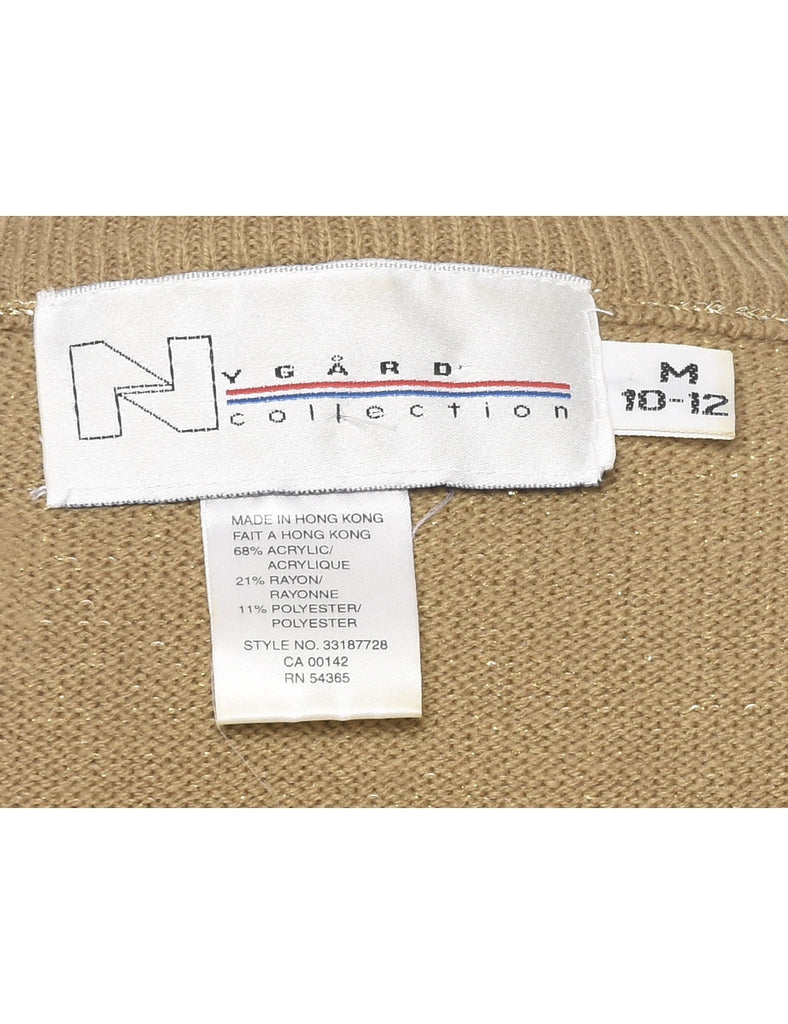 NYGÅRD
collection
M
10-12
MADE IN HONG KONG
FAIT A HONG KONG
68% ACRYLIC/
ACRYLIQUE
21% RAYON/
RAYONNE
11% POLYESTER/
POLYESTER
STYLE NO. 33187728
CA 00142
RN 54365